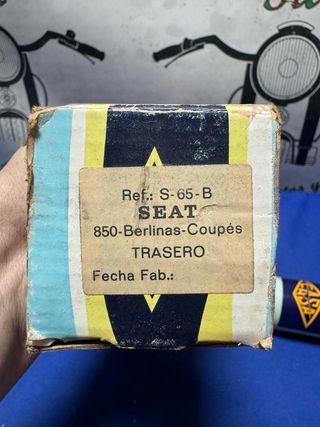 Ref.: S-65-B
SEAT
850-Berlinas-Coupés
TRASERO
Fecha Fab.: